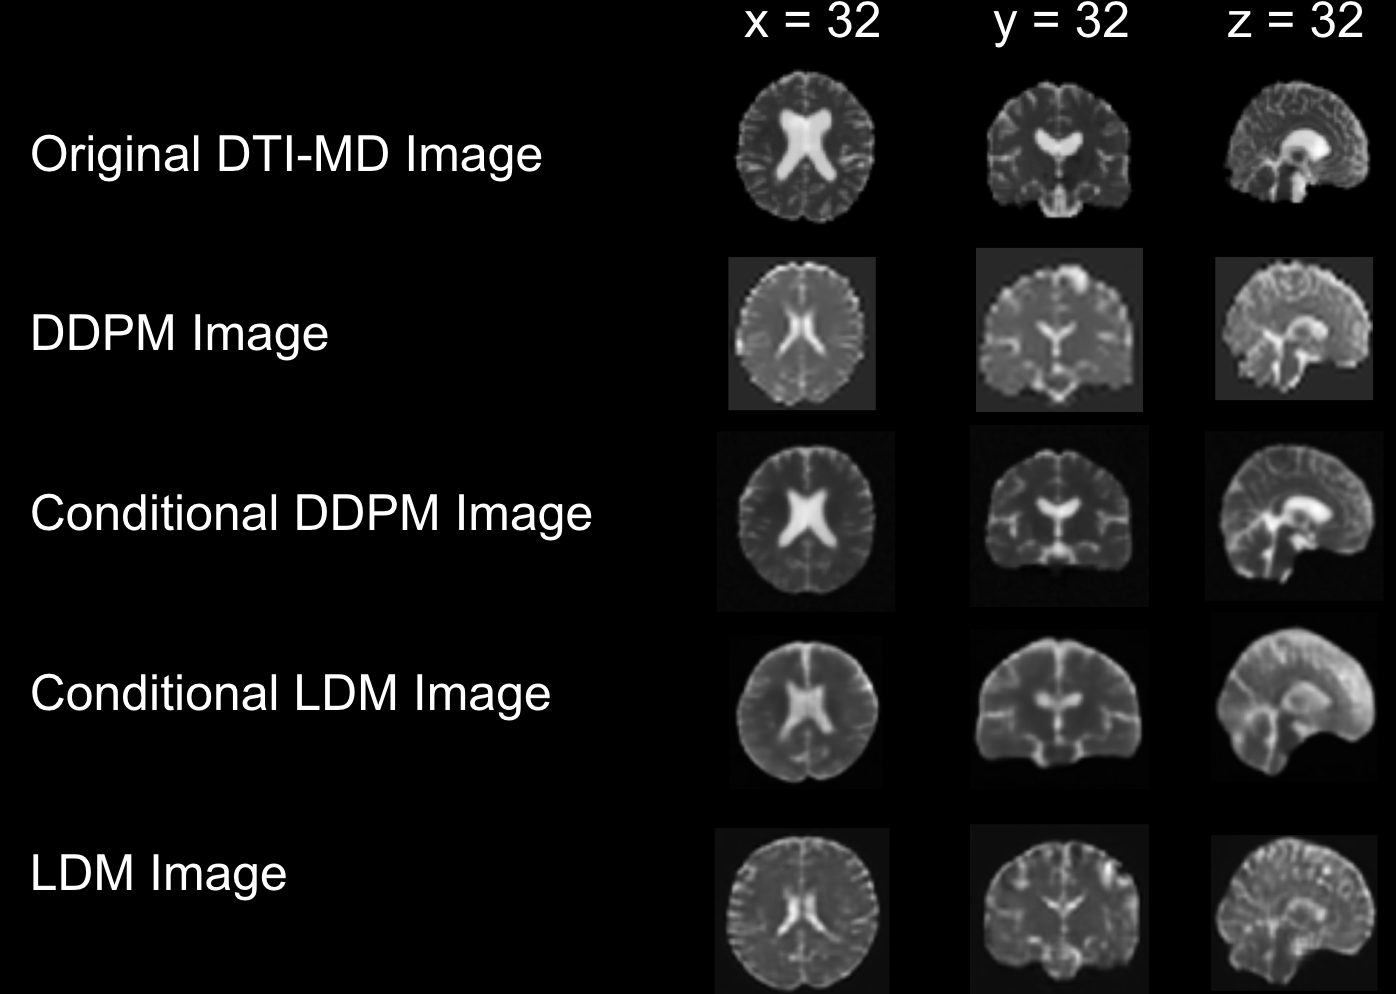 x = 32 y = 32 z = 32
Original DTI-MD Image
DDPM Image
Conditional DDPM Image
Conditional LDM Image
LDM Image